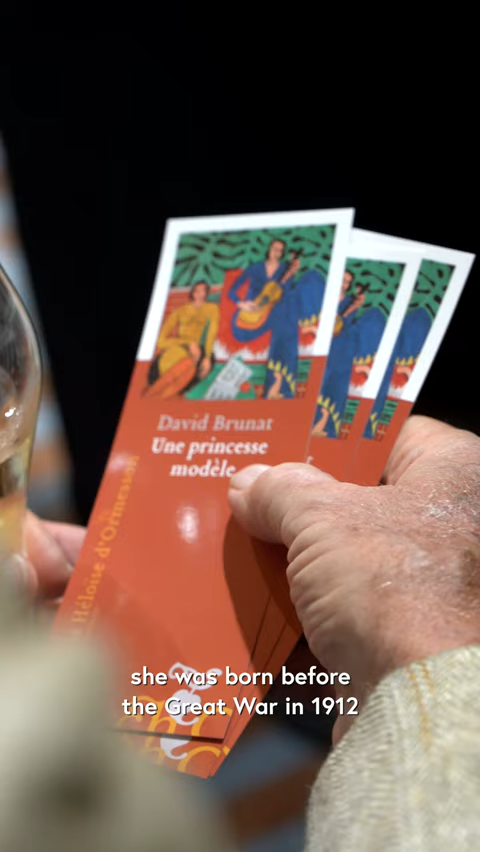 David Brunat
Une princesse
modèle
Héloïse d'Ormesson
she was born before
the Great War in 1912